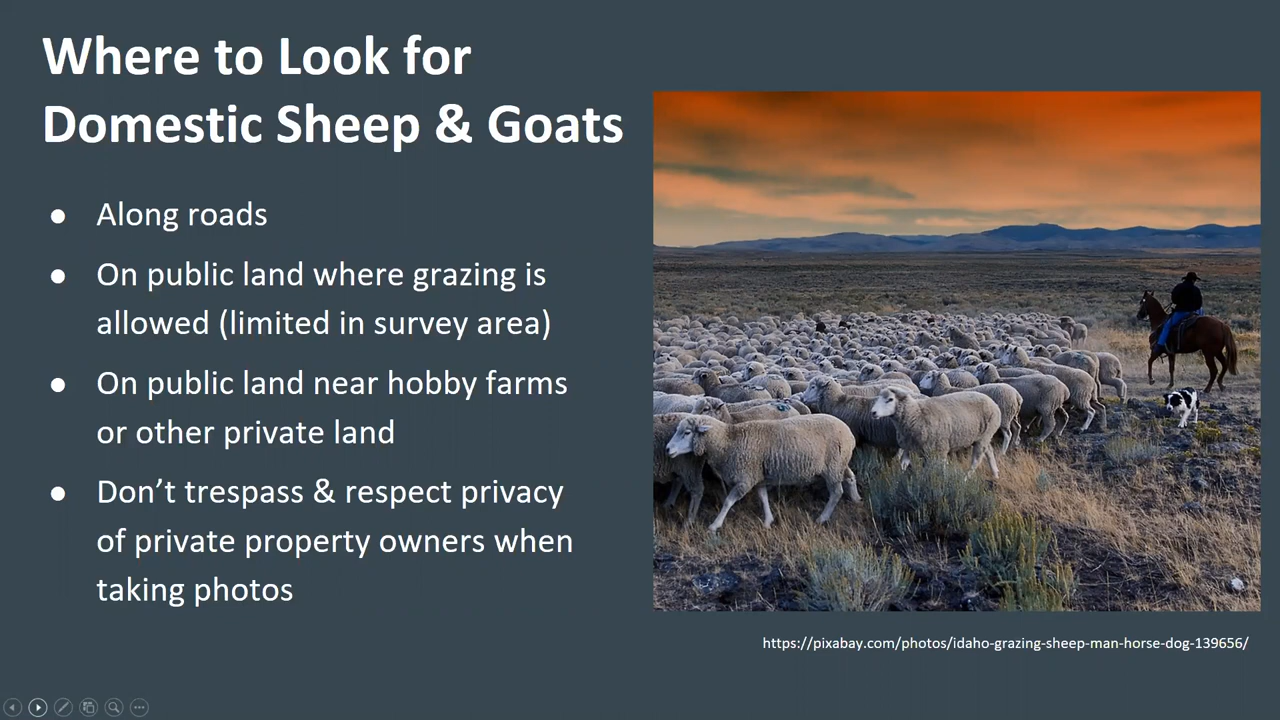 Where to Look for
Domestic Sheep & Goats
● Along roads
● On public land where grazing is
allowed (limited in survey area)
● On public land near hobby farms
or other private land
● Don’t trespass & respect privacy
of private property owners when
taking photos
https://pixabay.com/photos/idaho-grazing-sheep-man-horse-dog-139656/